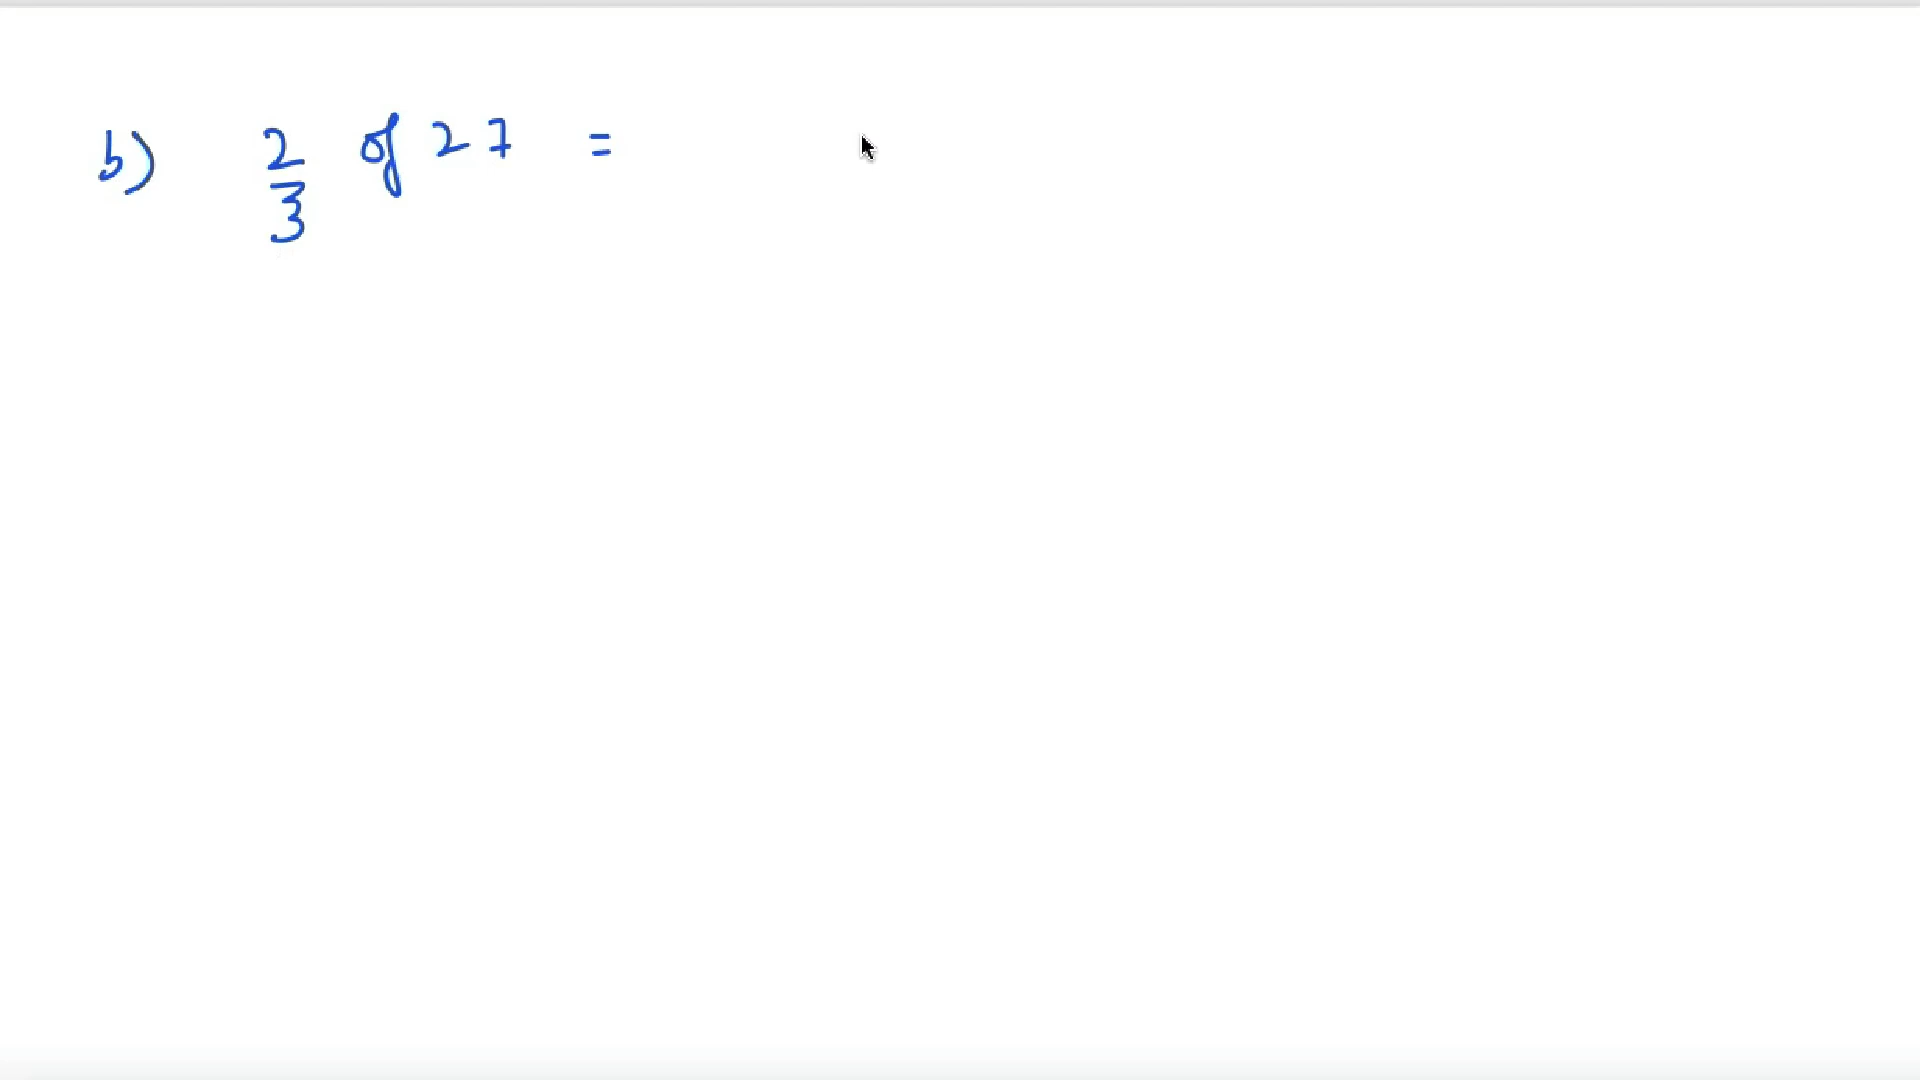 b) 2/3 of 27 =